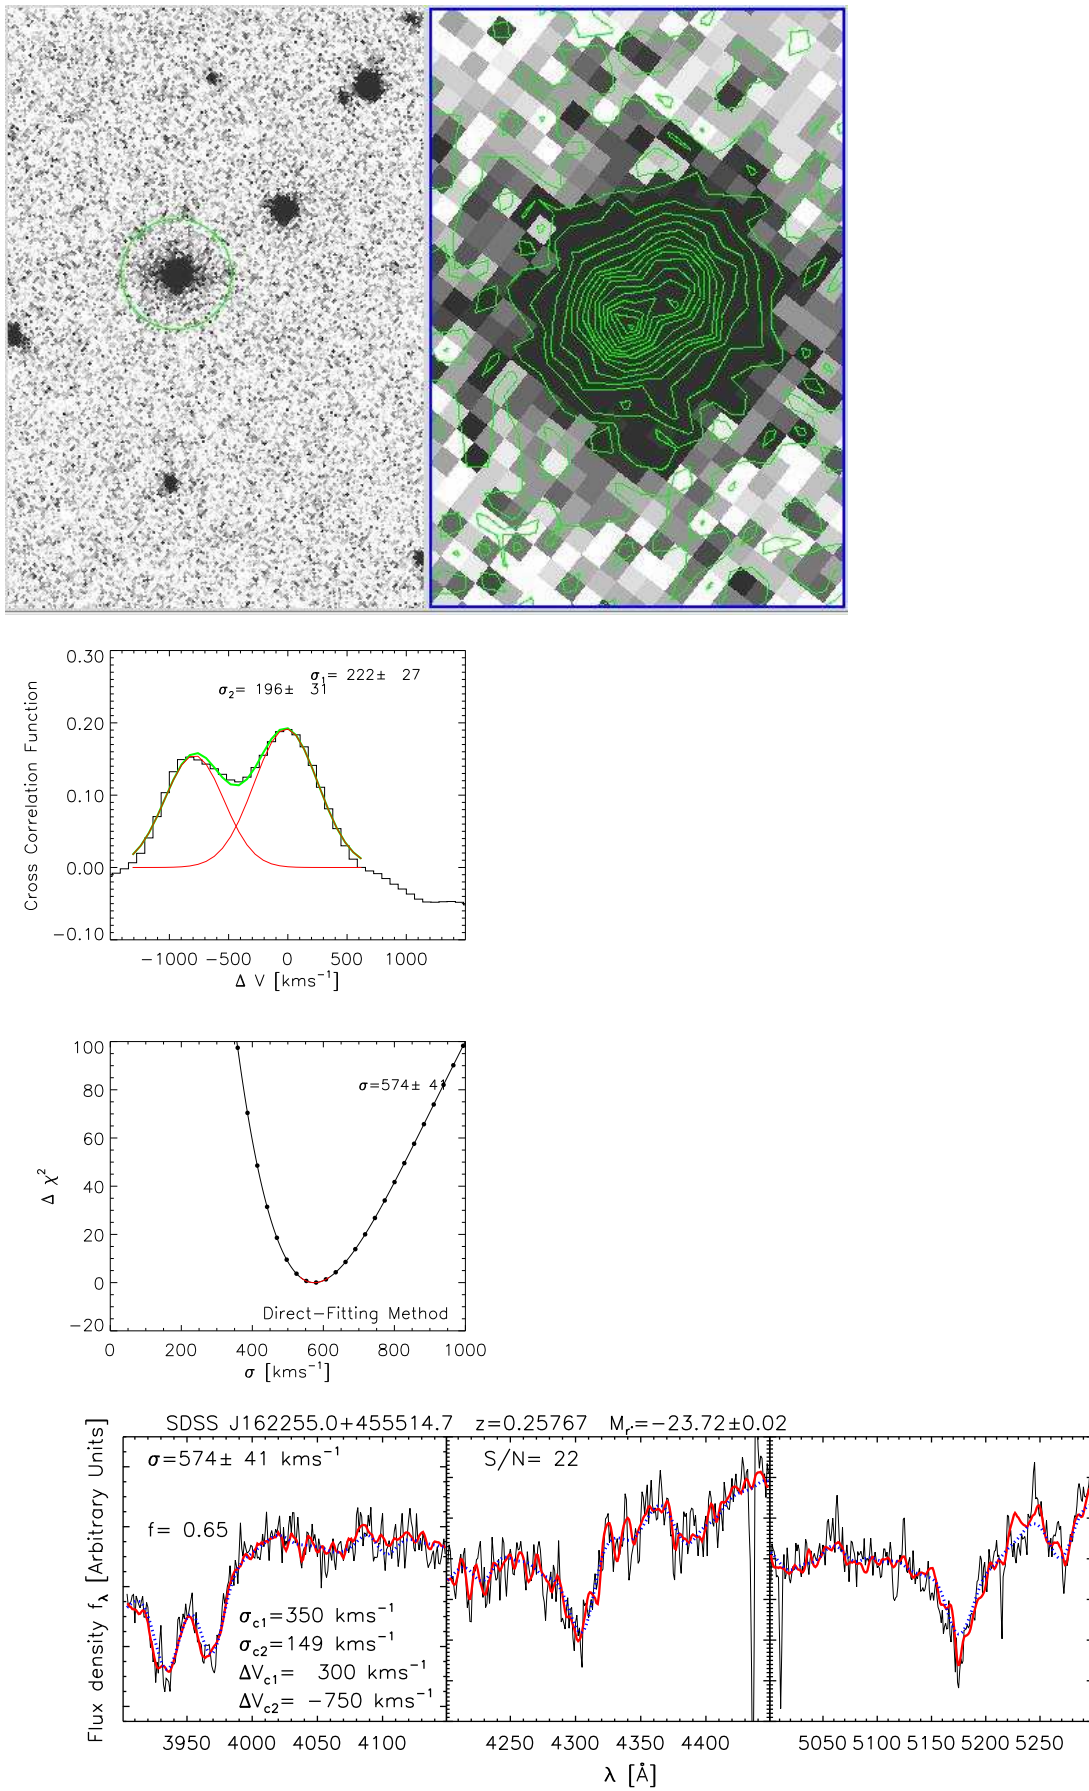 0.30
0.20
0.10
0.00
−0.10
Cross Correlation Function
σ1= 222± 27
σ2= 196± 31
−1000 −500 0 500 1000
Δ V [kms−1]
100
80
60
40
20
0
−20
Δ χ2
σ=574± 41
Direct−Fitting Method
0 200 400 600 800 1000
σ [kms−1]
SDSS J162255.0+455514.7 z=0.25767 Mr·=−23.72±0.02
Flux density fλ [Arbitrory Units]
σ=574± 41 kms−1
S/N= 22
f= 0.65
σc1=350 kms−1
σc2=149 kms−1
ΔVc1= 300 kms−1
ΔVc2= −750 kms−1
3950 4000 4050 4100 4250 4300 4350 4400 5050 5100 5150 5200 5250
λ [Å]